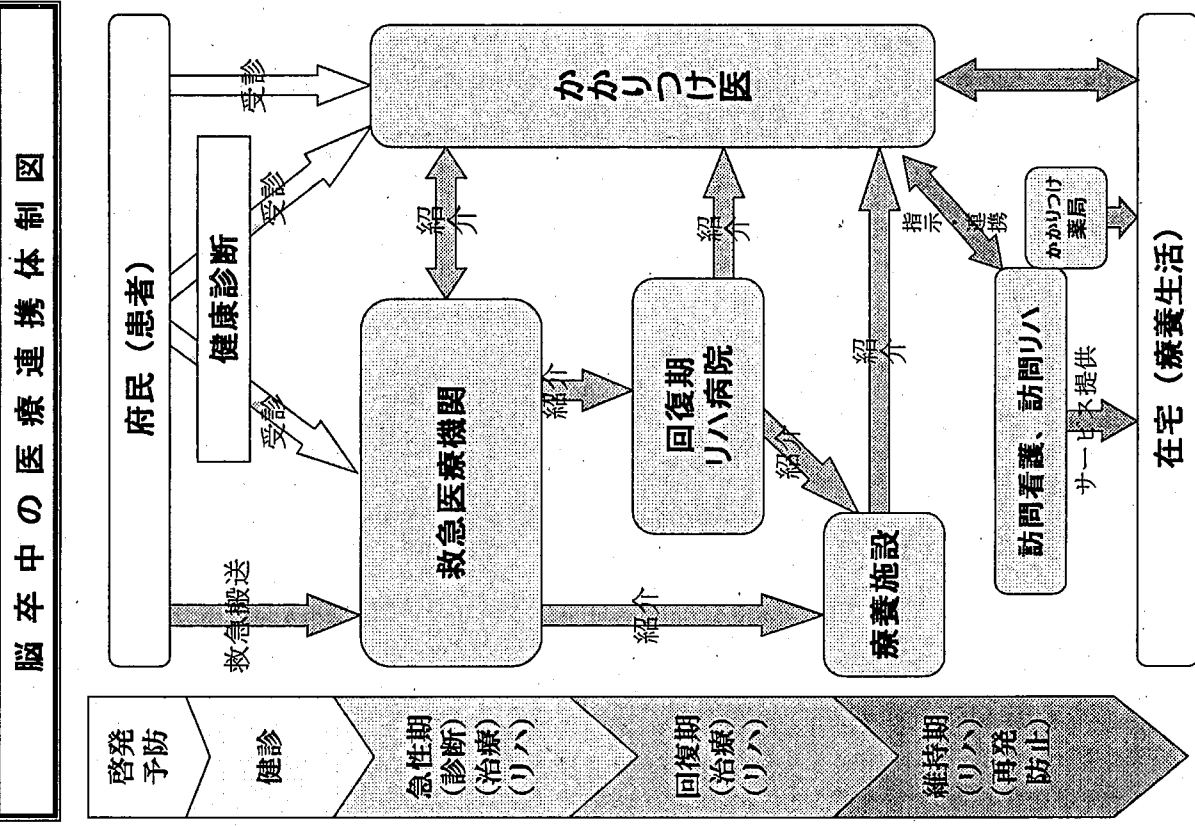 脳卒中の医療連携体制図
啓発
予防
健診
急性期
(診断)
(治療)
(リハ)
回復期
(治療)
(リハ)
維持期
(リハ)
(再発
防止)
府民(患者)
救急搬送
健康診断
受診
受診
受診
救急医療機関
紹介
かかりつけ
医
紹介
紹介
回復期
リハ病院
紹介
紹介
療養施設
紹介
指示
連携
訪問看護、訪問リハ
かかりつけ
薬局
サービス提供
在宅(療養生活)